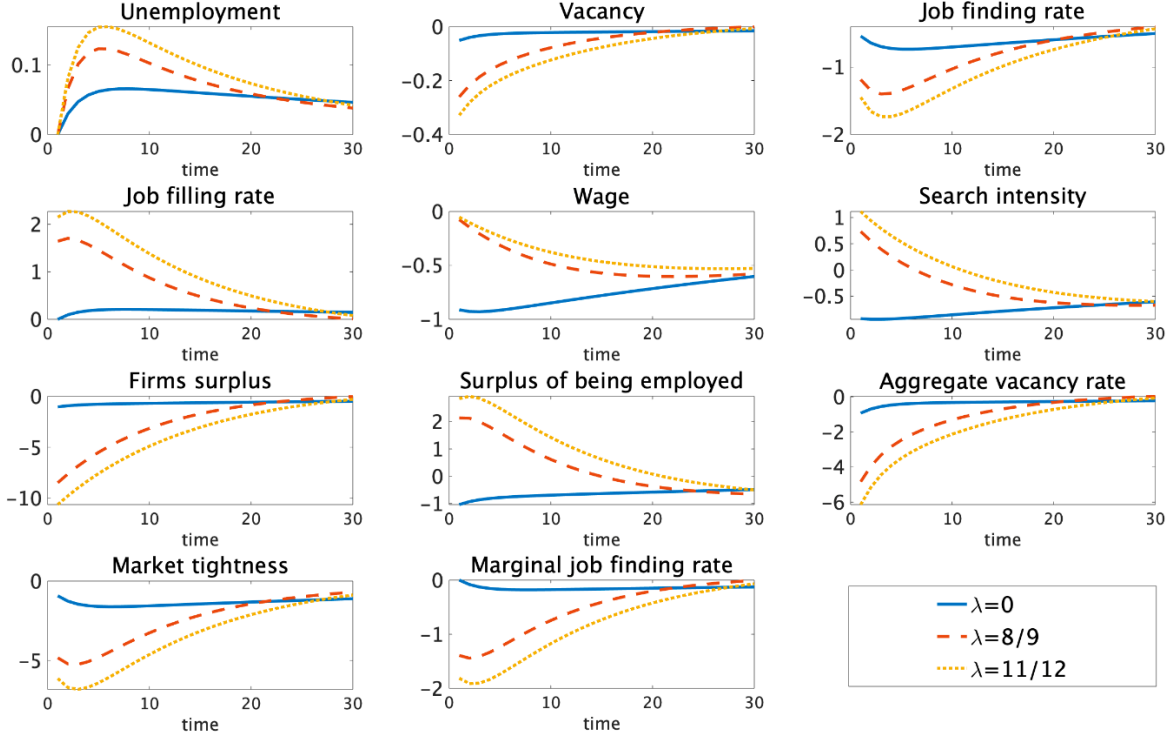 Unemployment
0.1
0
0 10 20 30
time
Vacancy
0
−0.2
−0.4
0 10 20 30
time
Job finding rate
−1
−2
0 10 20 30
time
Job filling rate
2
1
0
0 10 20 30
time
Wage
0
−0.5
−1
0 10 20 30
time
Search intensity
1
0.5
0
−0.5
0 10 20 30
time
Firms surplus
0
−5
−10
0 10 20 30
time
Surplus of being employed
2
1
0
−1
0 10 20 30
time
Aggregate vacancy rate
0
−2
−4
−6
0 10 20 30
time
Market tightness
0
−5
0 10 20 30
time
Marginal job finding rate
0
−1
−2
0 10 20 30
time
λ=0
λ=8/9
λ=11/12